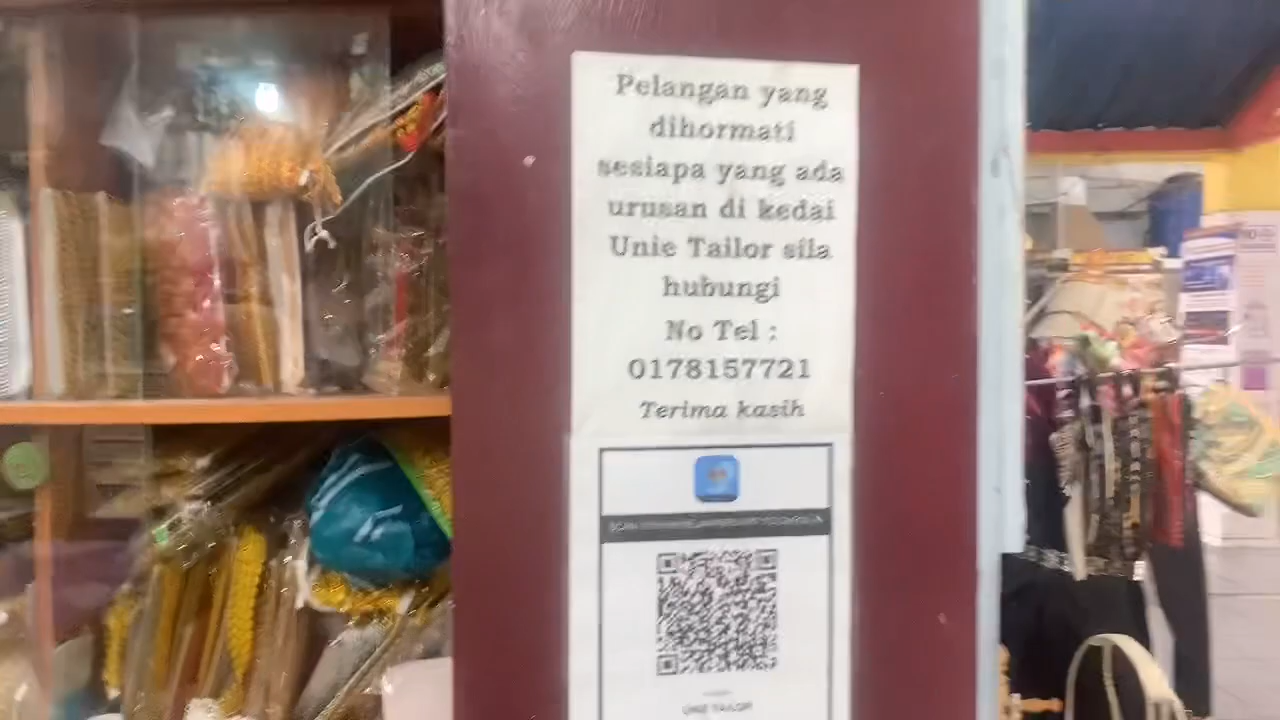 Pelangan yang
dihormati
sesiapa yang ada
urusan di kedai
Unie Tailor sila
hubungi
No Tel :
0178157721
Terima kasih
UNIE TAILOR